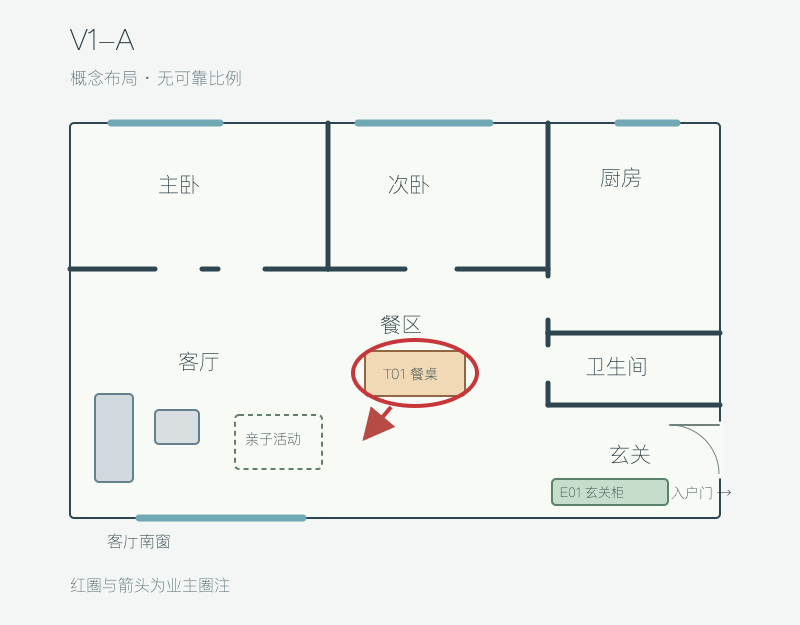 V1–A
概念布局 · 无可靠比例
主卧
次卧
厨房
餐区
客厅
T01 餐桌
卫生间
亲子活动
玄关
E01 玄关柜
入户门 →
客厅南窗
红圈与箭头为业主圈注